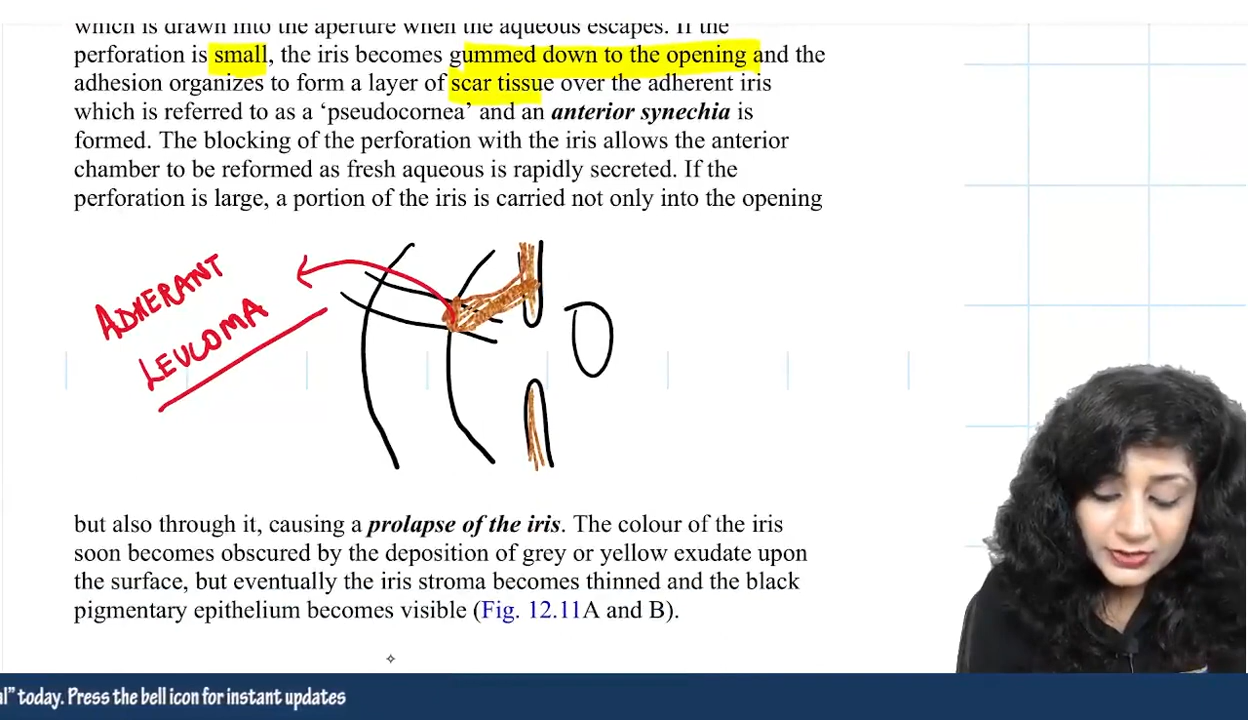 which is drawn into the aperture when the aqueous escapes. If the
perforation is small, the iris becomes gummed down to the opening and the
adhesion organizes to form a layer of scar tissue over the adherent iris
which is referred to as a ‘pseudocornea’ and an anterior synechia is
formed. The blocking of the perforation with the iris allows the anterior
chamber to be reformed as fresh aqueous is rapidly secreted. If the
perforation is large, a portion of the iris is carried not only into the opening
ADHERANT
LEUCOMA
but also through it, causing a prolapse of the iris. The colour of the iris
soon becomes obscured by the deposition of grey or yellow exudate upon
the surface, but eventually the iris stroma becomes thinned and the black
pigmentary epithelium becomes visible (Fig. 12.11A and B).
" today. Press the bell icon for instant updates